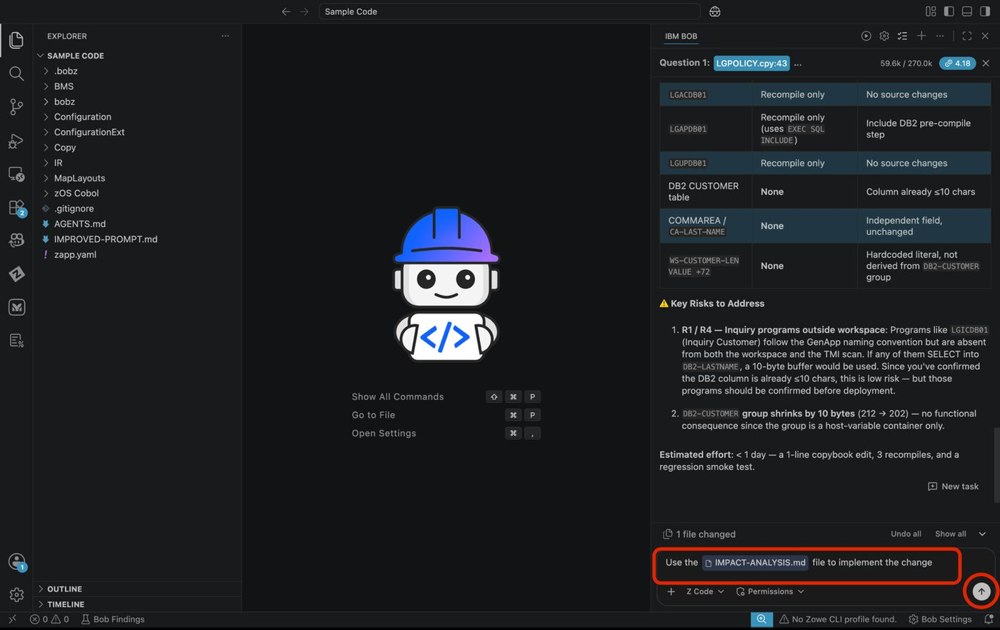 Sample Code
EXPLORER
SAMPLE CODE
.bobz
BMS
bobz
Configuration
ConfigurationExt
Copy
IR
MapLayouts
zOS Cobol
.gitignore
AGENTS.md
IMPROVED-PROMPT.md
! zapp.yaml
OUTLINE
TIMELINE
2
1
</>
Show All Commands ⇧ ⌘ P
Go to File ⌘ P
Open Settings ⌘ ,
IBM BOB
Question 1: LGPOLICY.cpy:43 ... 59.6k / 270.0k 4.18
LGACDB01 Recompile only No source changes
LGAPDB01 Recompile only
(uses EXEC SQL
INCLUDE)
Include DB2 pre-compile
step
LGUPDB01 Recompile only No source changes
DB2 CUSTOMER
table
None Column already ≤10 chars
COMMAREA /
CA-LAST-NAME
None
Independent field,
unchanged
WS-CUSTOMER-LEN
VALUE +72
None
Hardcoded literal, not
derived from DB2-CUSTOMER
group
Key Risks to Address
1. R1 / R4 — Inquiry programs outside workspace: Programs like LGICDB01
(Inquiry Customer) follow the GenApp naming convention but are absent
from both the workspace and the TMI scan. If any of them SELECT into
DB2-LASTNAME, a 10-byte buffer would be used. Since you've confirmed
the DB2 column is already ≤10 chars, this is low risk — but those
programs should be confirmed before deployment.
2. DB2-CUSTOMER group shrinks by 10 bytes (212 → 202) — no functional
consequence since the group is a host-variable container only.
Estimated effort: < 1 day — a 1-line copybook edit, 3 recompiles, and a
regression smoke test.
New task
1 file changed Undo all Show all
Use the IMPACT-ANALYSIS.md file to implement the change
Z Code Permissions
0 0 Bob Findings
No Zowe CLI profile found. Bob Settings